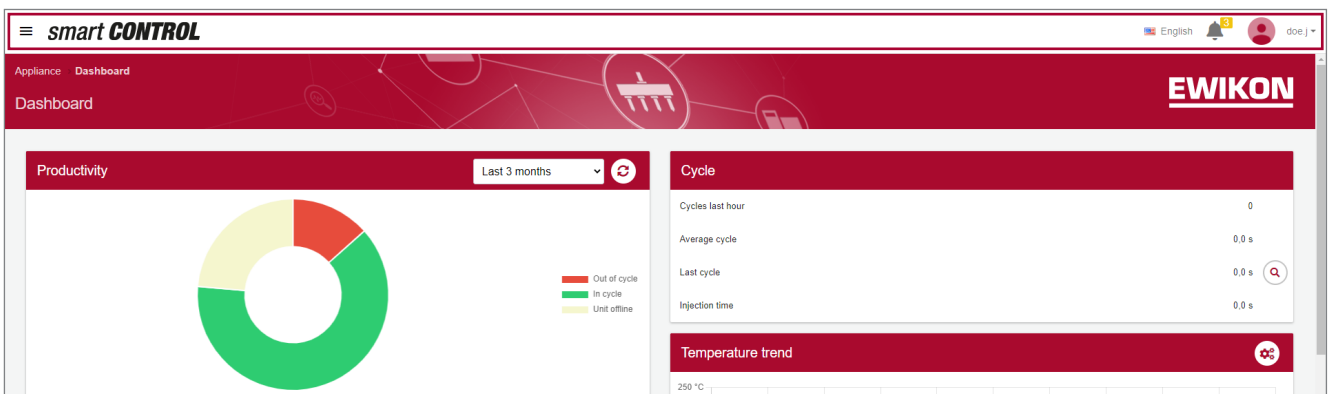 smart CONTROL
English
3
doe.j
Appliance Dashboard
Dashboard
EWIKON
Productivity
Last 3 months
Out of cycle
In cycle
Unit offline
Cycle
Cycles last hour 0
Average cycle 0,0 s
Last cycle 0,0 s
Injection time 0,0 s
Temperature trend
250 °C